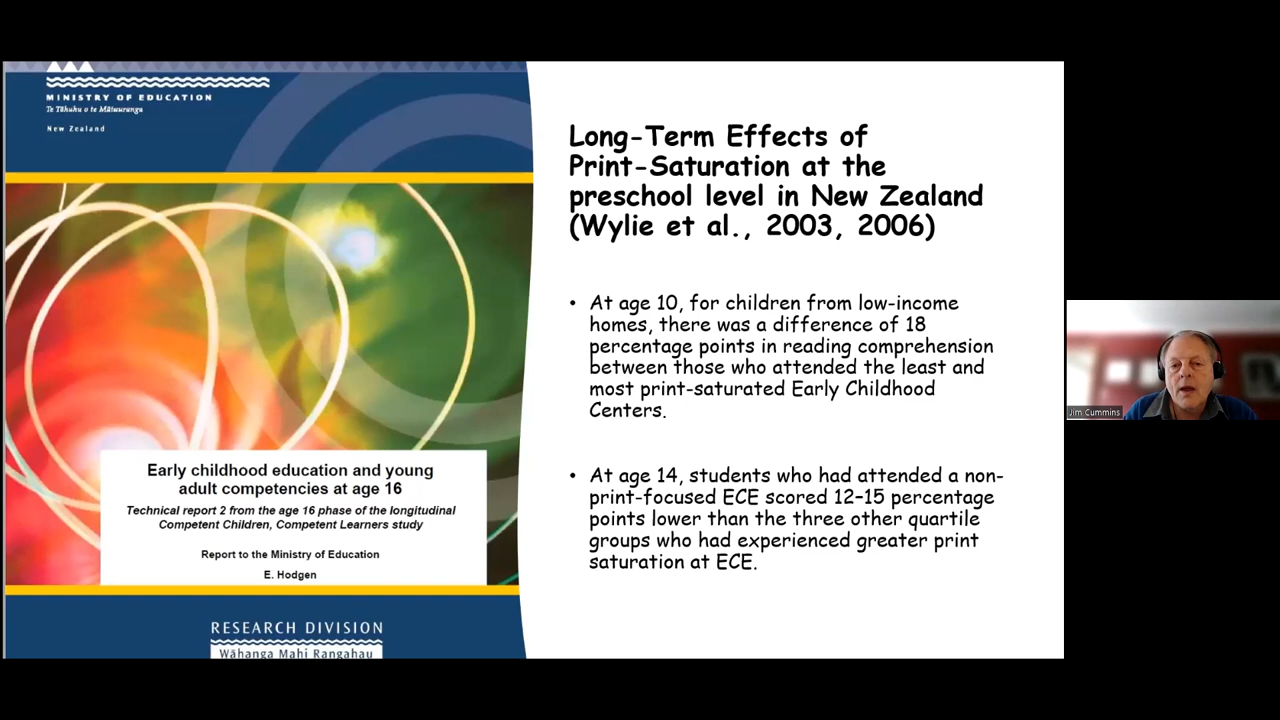 MINISTRY OF EDUCATION
Te Tāhuhu o te Mātauranga
New Zealand
Early childhood education and young
adult competencies at age 16
Technical report 2 from the age 16 phase of the longitudinal
Competent Children, Competent Learners study
Report to the Ministry of Education
E. Hodgen
RESEARCH DIVISION
Wāhanga Mahi Rangahau
Long-Term Effects of
Print-Saturation at the
preschool level in New Zealand
(Wylie et al., 2003, 2006)
• At age 10, for children from low-income
homes, there was a difference of 18
percentage points in reading comprehension
between those who attended the least and
most print-saturated Early Childhood
Centers.
• At age 14, students who had attended a non-
print-focused ECE scored 12–15 percentage
points lower than the three other quartile
groups who had experienced greater print
saturation at ECE.
Jim Cummins